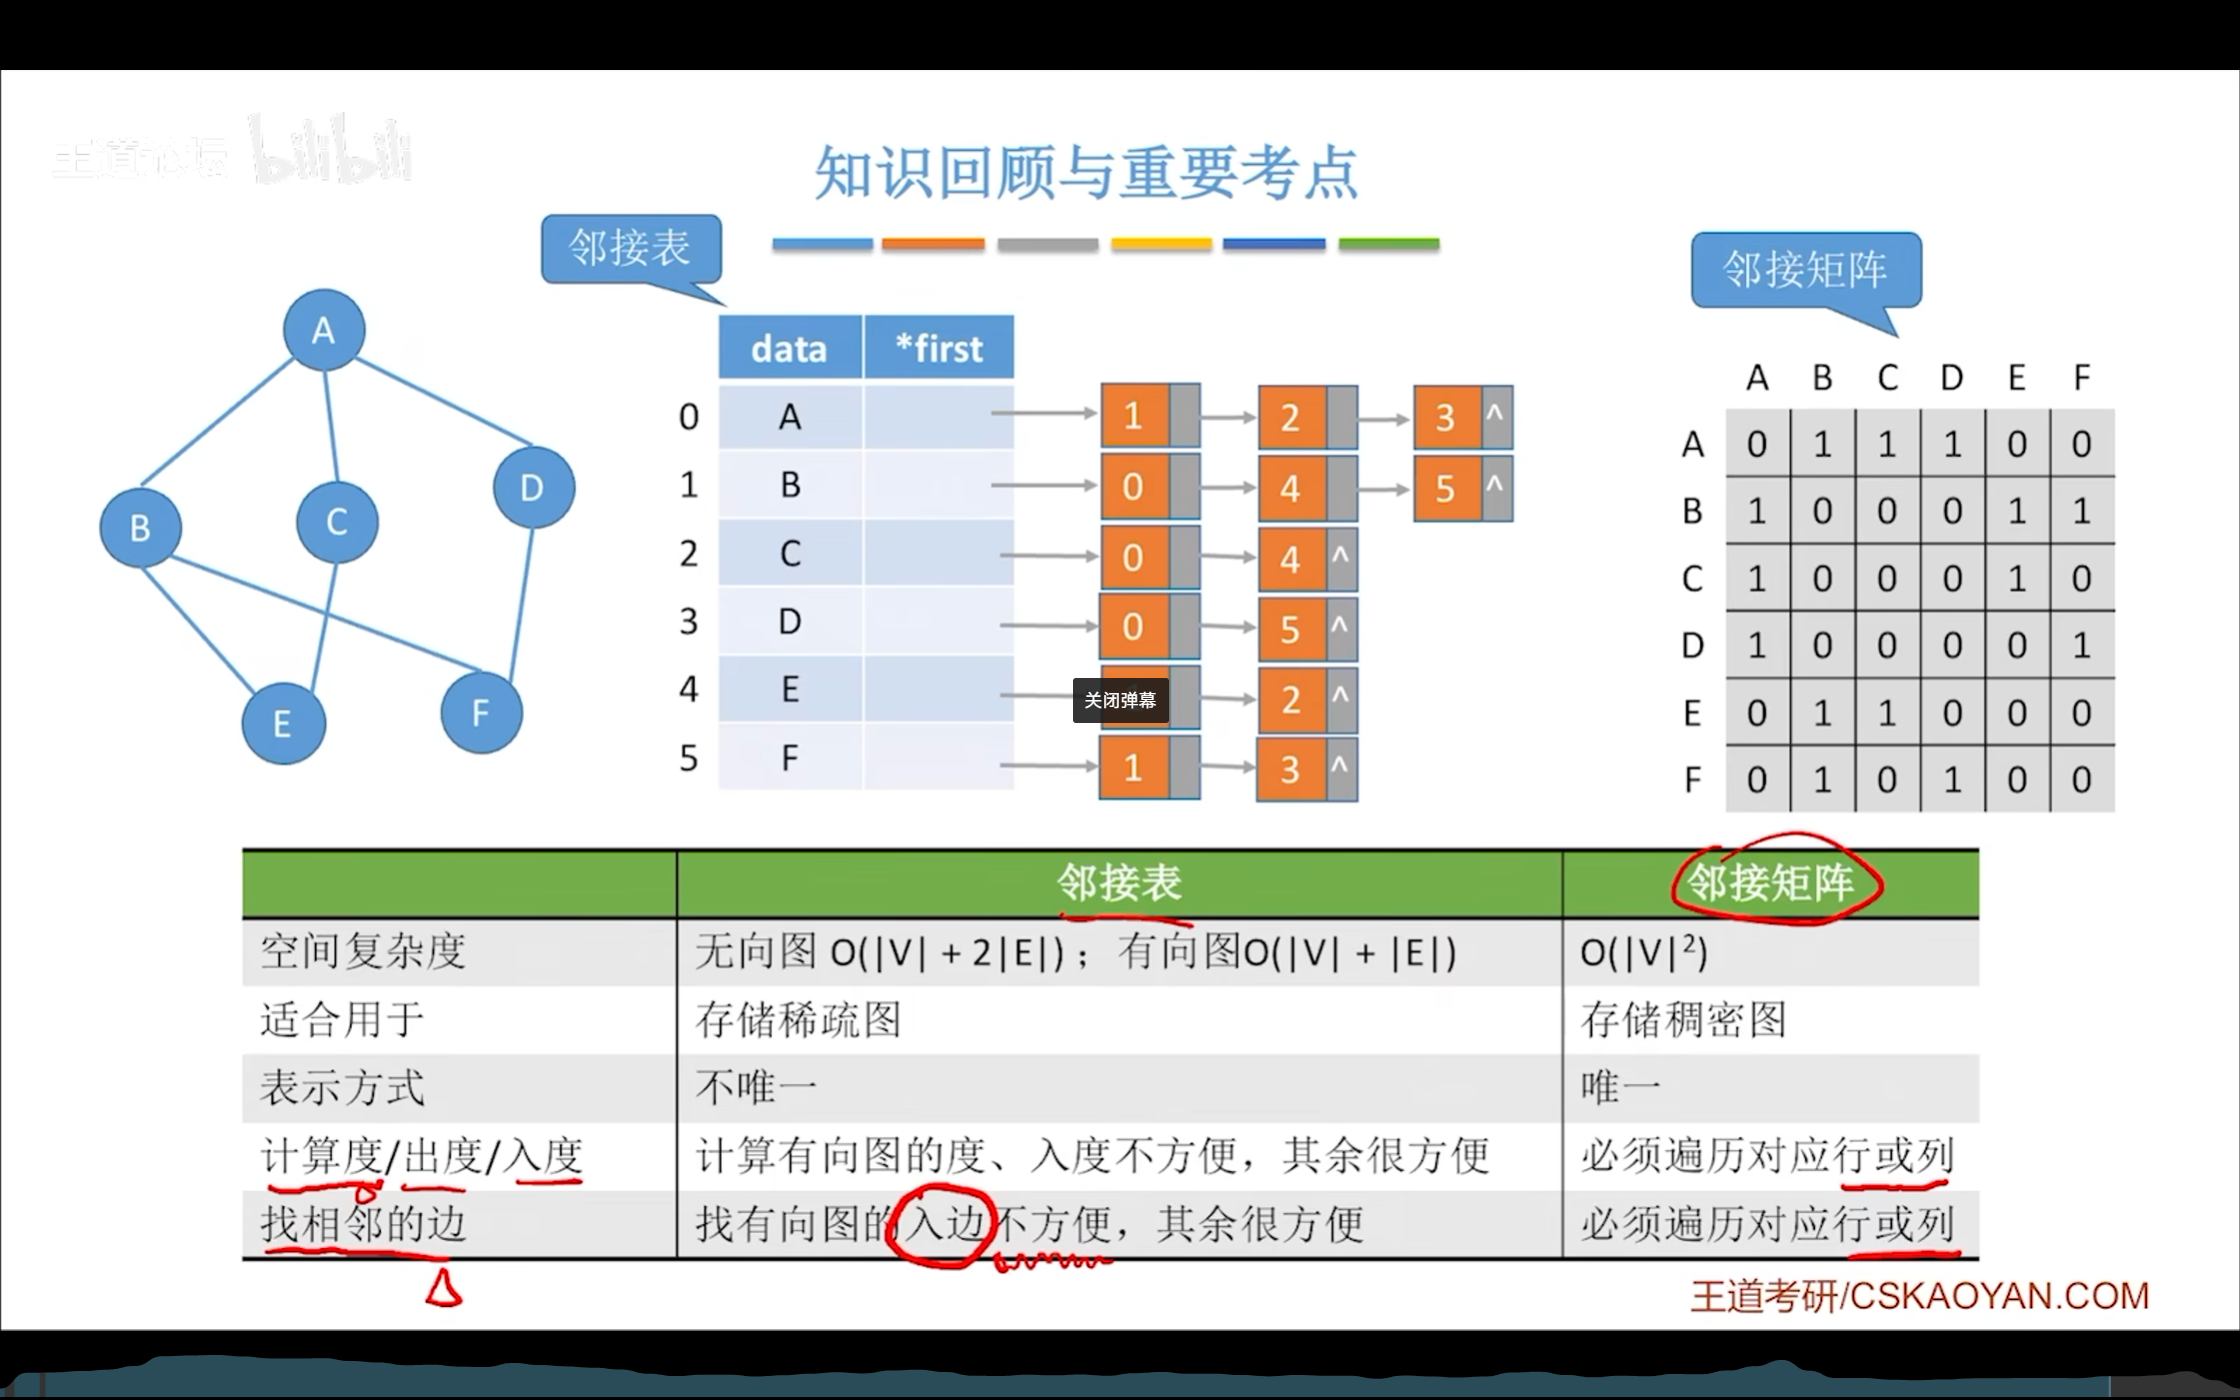 王道论坛 bilibili
知识回顾与重要考点
邻接表
邻接矩阵
A
B
C
D
E
F
data *first
0 A 1 2 3 ^
1 B 0 4 5 ^
2 C 0 4 ^
3 D 0 5 ^
4 E 2 ^
关闭弹幕
5 F 1 3 ^
A B C D E F
A 0 1 1 1 0 0
B 1 0 0 0 1 1
C 1 0 0 0 1 0
D 1 0 0 0 0 1
E 0 1 1 0 0 0
F 0 1 0 1 0 0
邻接表 邻接矩阵
空间复杂度 无向图 O(|V| + 2|E|)；有向图O(|V| + |E|) O(|V|²)
适合用于 存储稀疏图 存储稠密图
表示方式 不唯一 唯一
计算度/出度/入度 计算有向图的度、入度不方便，其余很方便 必须遍历对应行或列
找相邻的边 找有向图的入边不方便，其余很方便 必须遍历对应行或列
王道考研/CSKAOYAN.COM